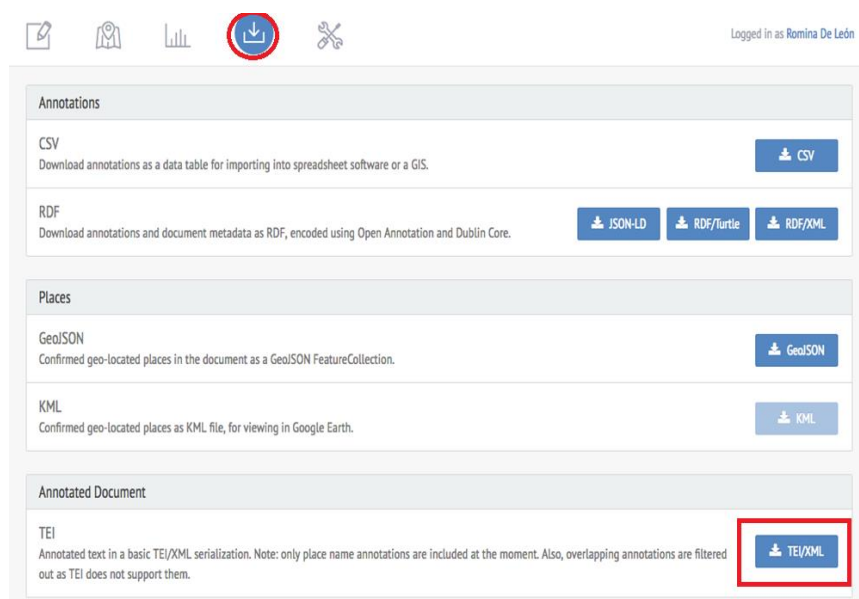 Logged in as Romina De León
Annotations
CSV
Download annotations as a data table for importing into spreadsheet software or a GIS.
CSV
RDF
Download annotations and document metadata as RDF, encoded using Open Annotation and Dublin Core.
JSON-LD
RDF/Turtle
RDF/XML
Places
GeoJSON
Confirmed geo-located places in the document as a GeoJSON FeatureCollection.
GeoJSON
KML
Confirmed geo-located places as KML file, for viewing in Google Earth.
KML
Annotated Document
TEI
Annotated text in a basic TEI/XML serialization. Note: only place name annotations are included at the moment. Also, overlapping annotations are filtered
out as TEI does not support them.
TEI/XML